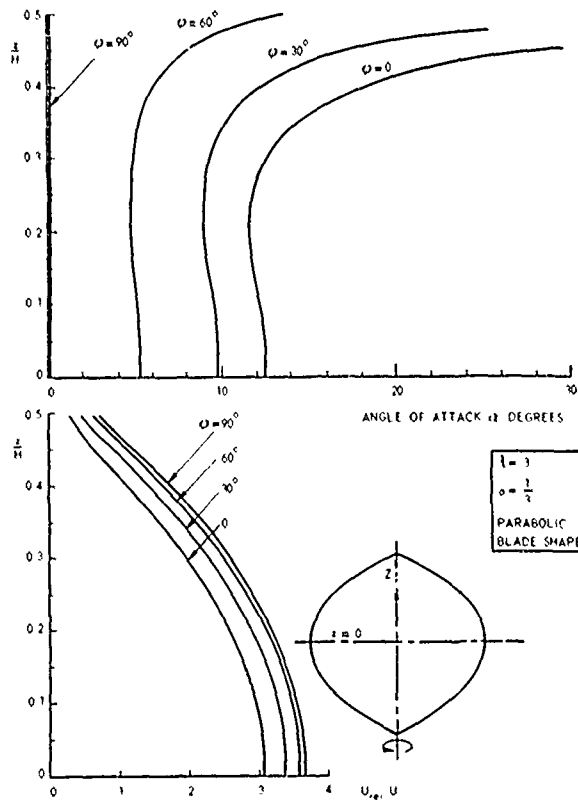 0 5
z
H
0 4
0 3
0 2
0 1
0
φ = 90°
φ = 60°
φ = 30°
φ = 0
0
10
20
30
ANGLE OF ATTACK α DEGREES
0 5
z
H
0 4
0 3
0 2
0 1
0
φ = 90°
60°
30°
0
0
1
2
3
4
PARABOLIC
BLADE SHAPE
Z
z = 0